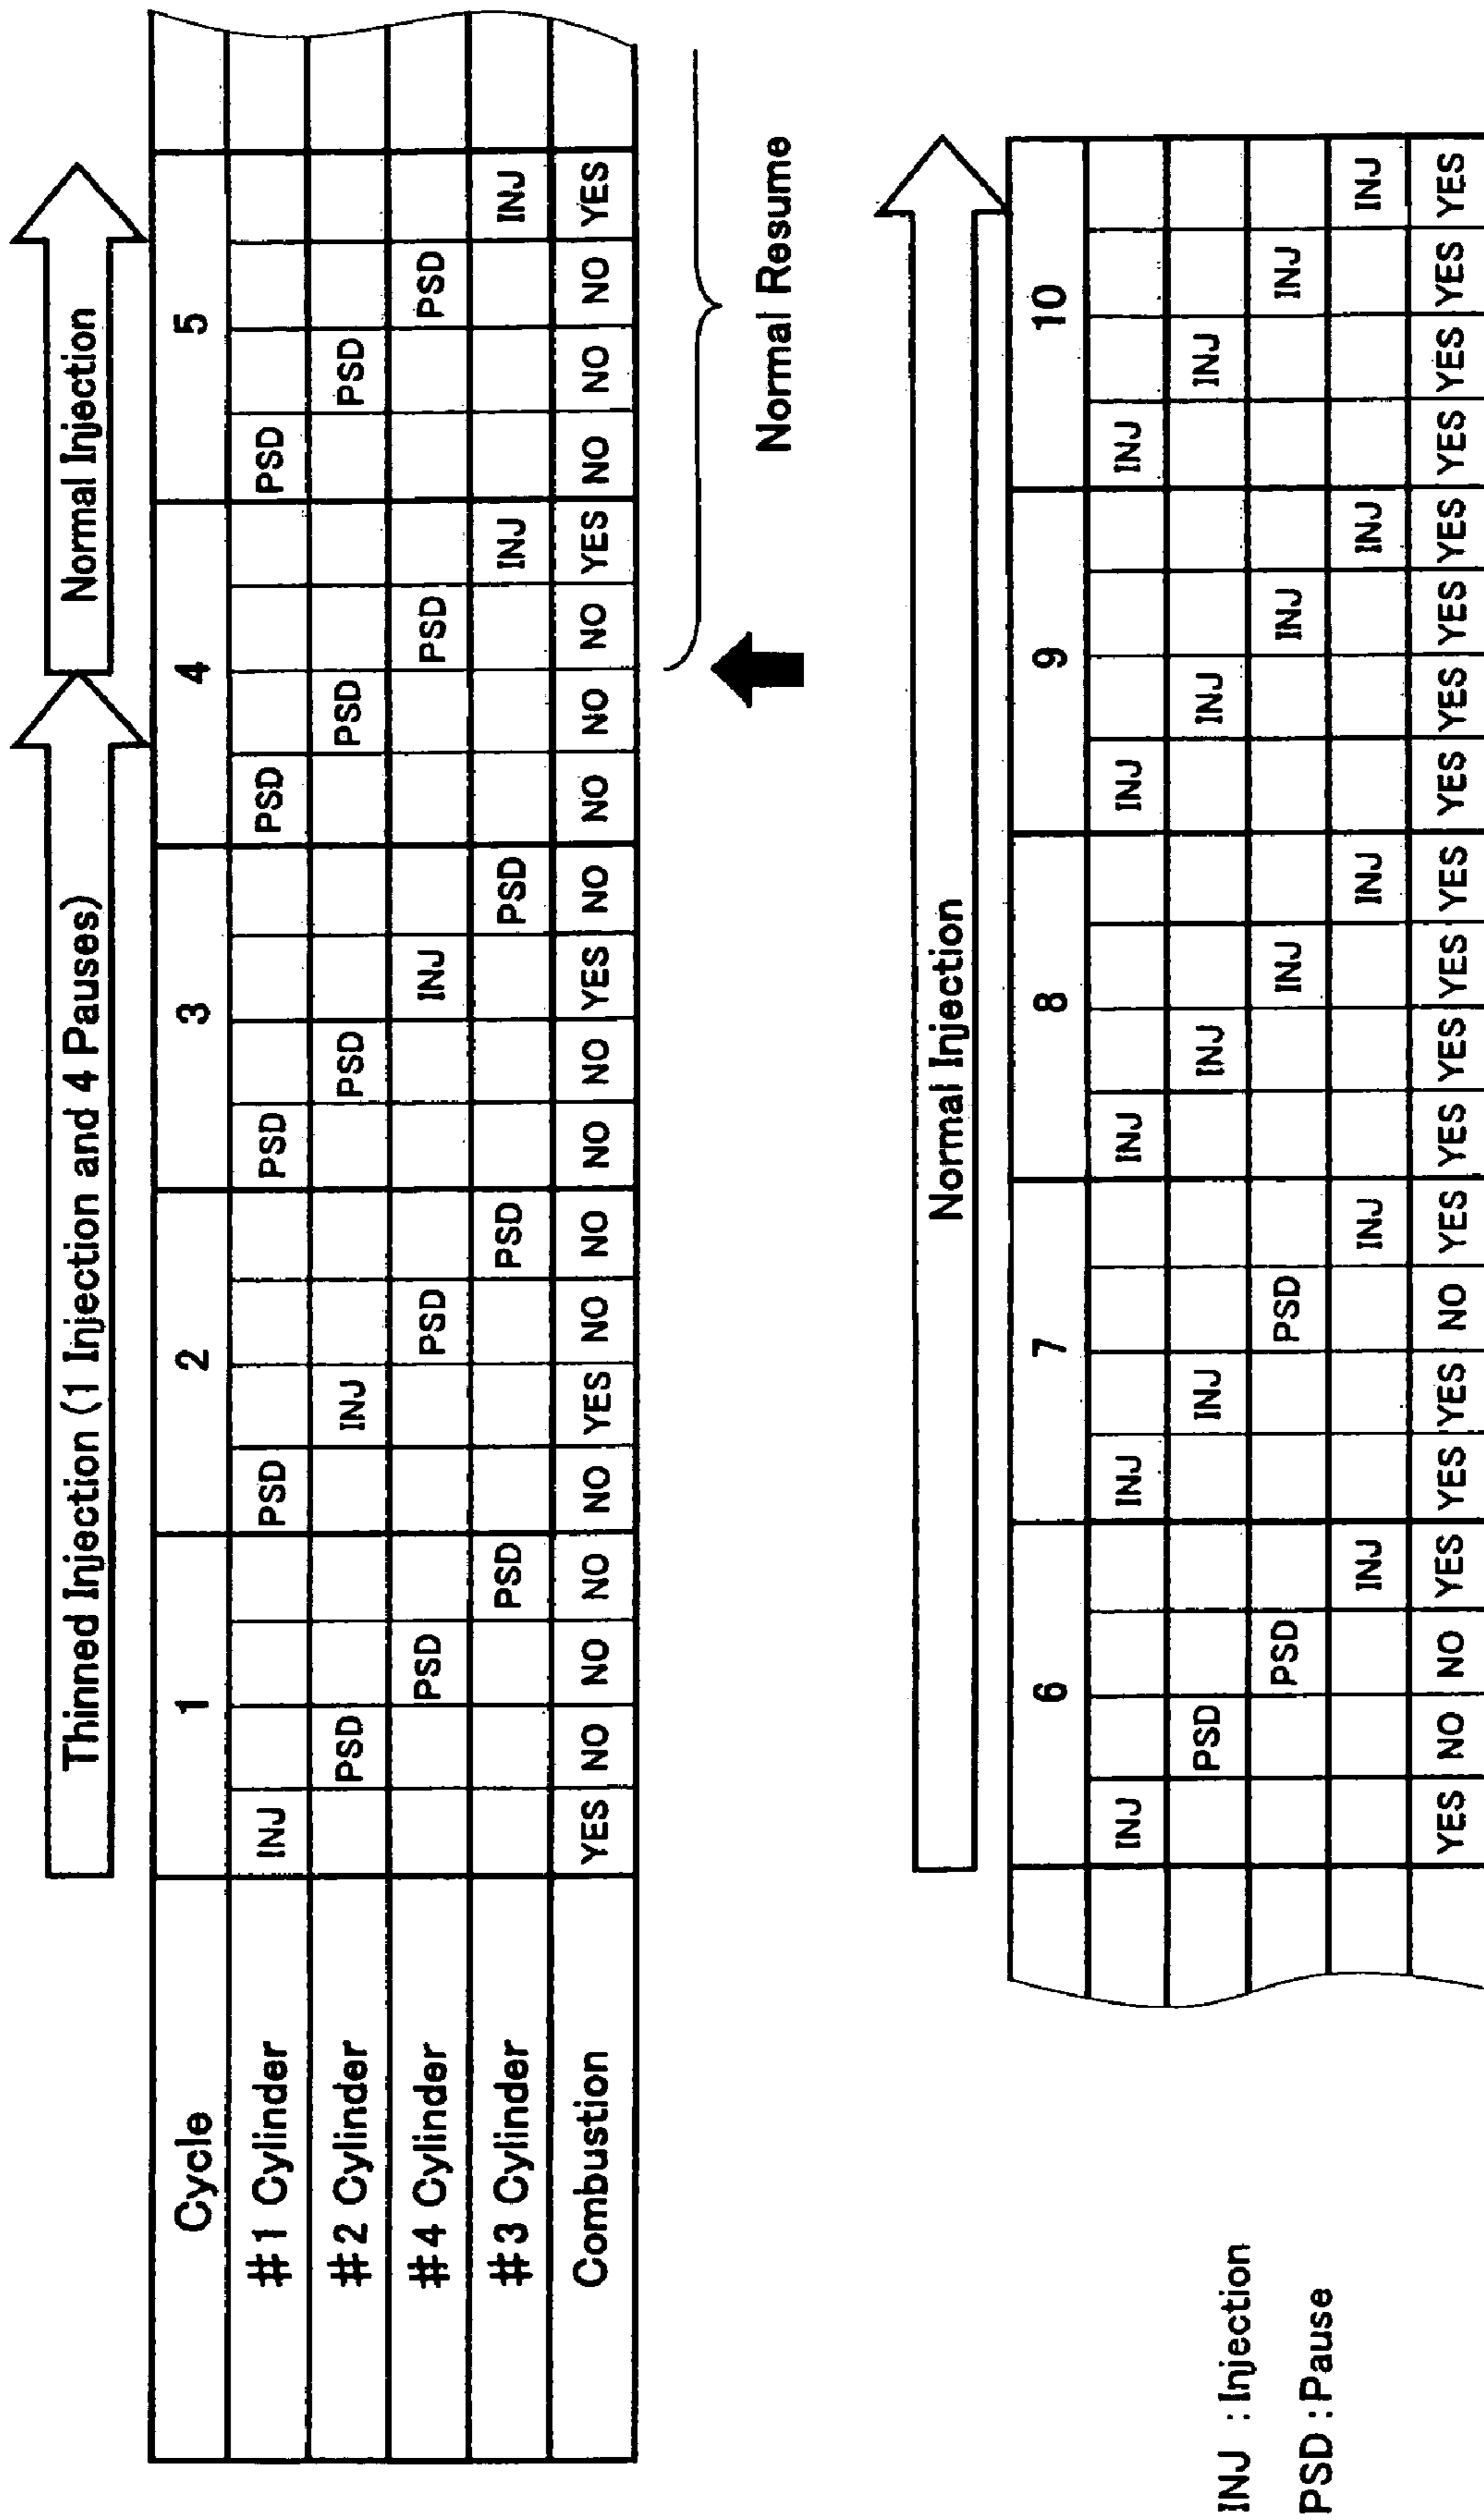 Thinned Injection (1 Injection and 4 Pauses) Normal Injection
Cycle 1 2 3 4 5
#1 Cylinder INJ PSD PSD PSD PSD
#2 Cylinder PSD INJ PSD PSD PSD
#4 Cylinder PSD PSD INJ PSD PSD
#3 Cylinder PSD PSD PSD INJ INJ
Combustion YES NO NO NO NO YES NO NO NO NO YES NO NO NO NO YES NO NO NO YES
Normal Resume
Normal Injection
6 7 8 9 10
INJ INJ INJ INJ INJ
PSD INJ INJ INJ INJ
PSD PSD INJ INJ INJ
INJ INJ INJ INJ INJ
YES NO NO YES YES YES NO YES YES YES YES YES YES YES YES YES YES YES YES YES
INJ : Injection
PSD : Pause